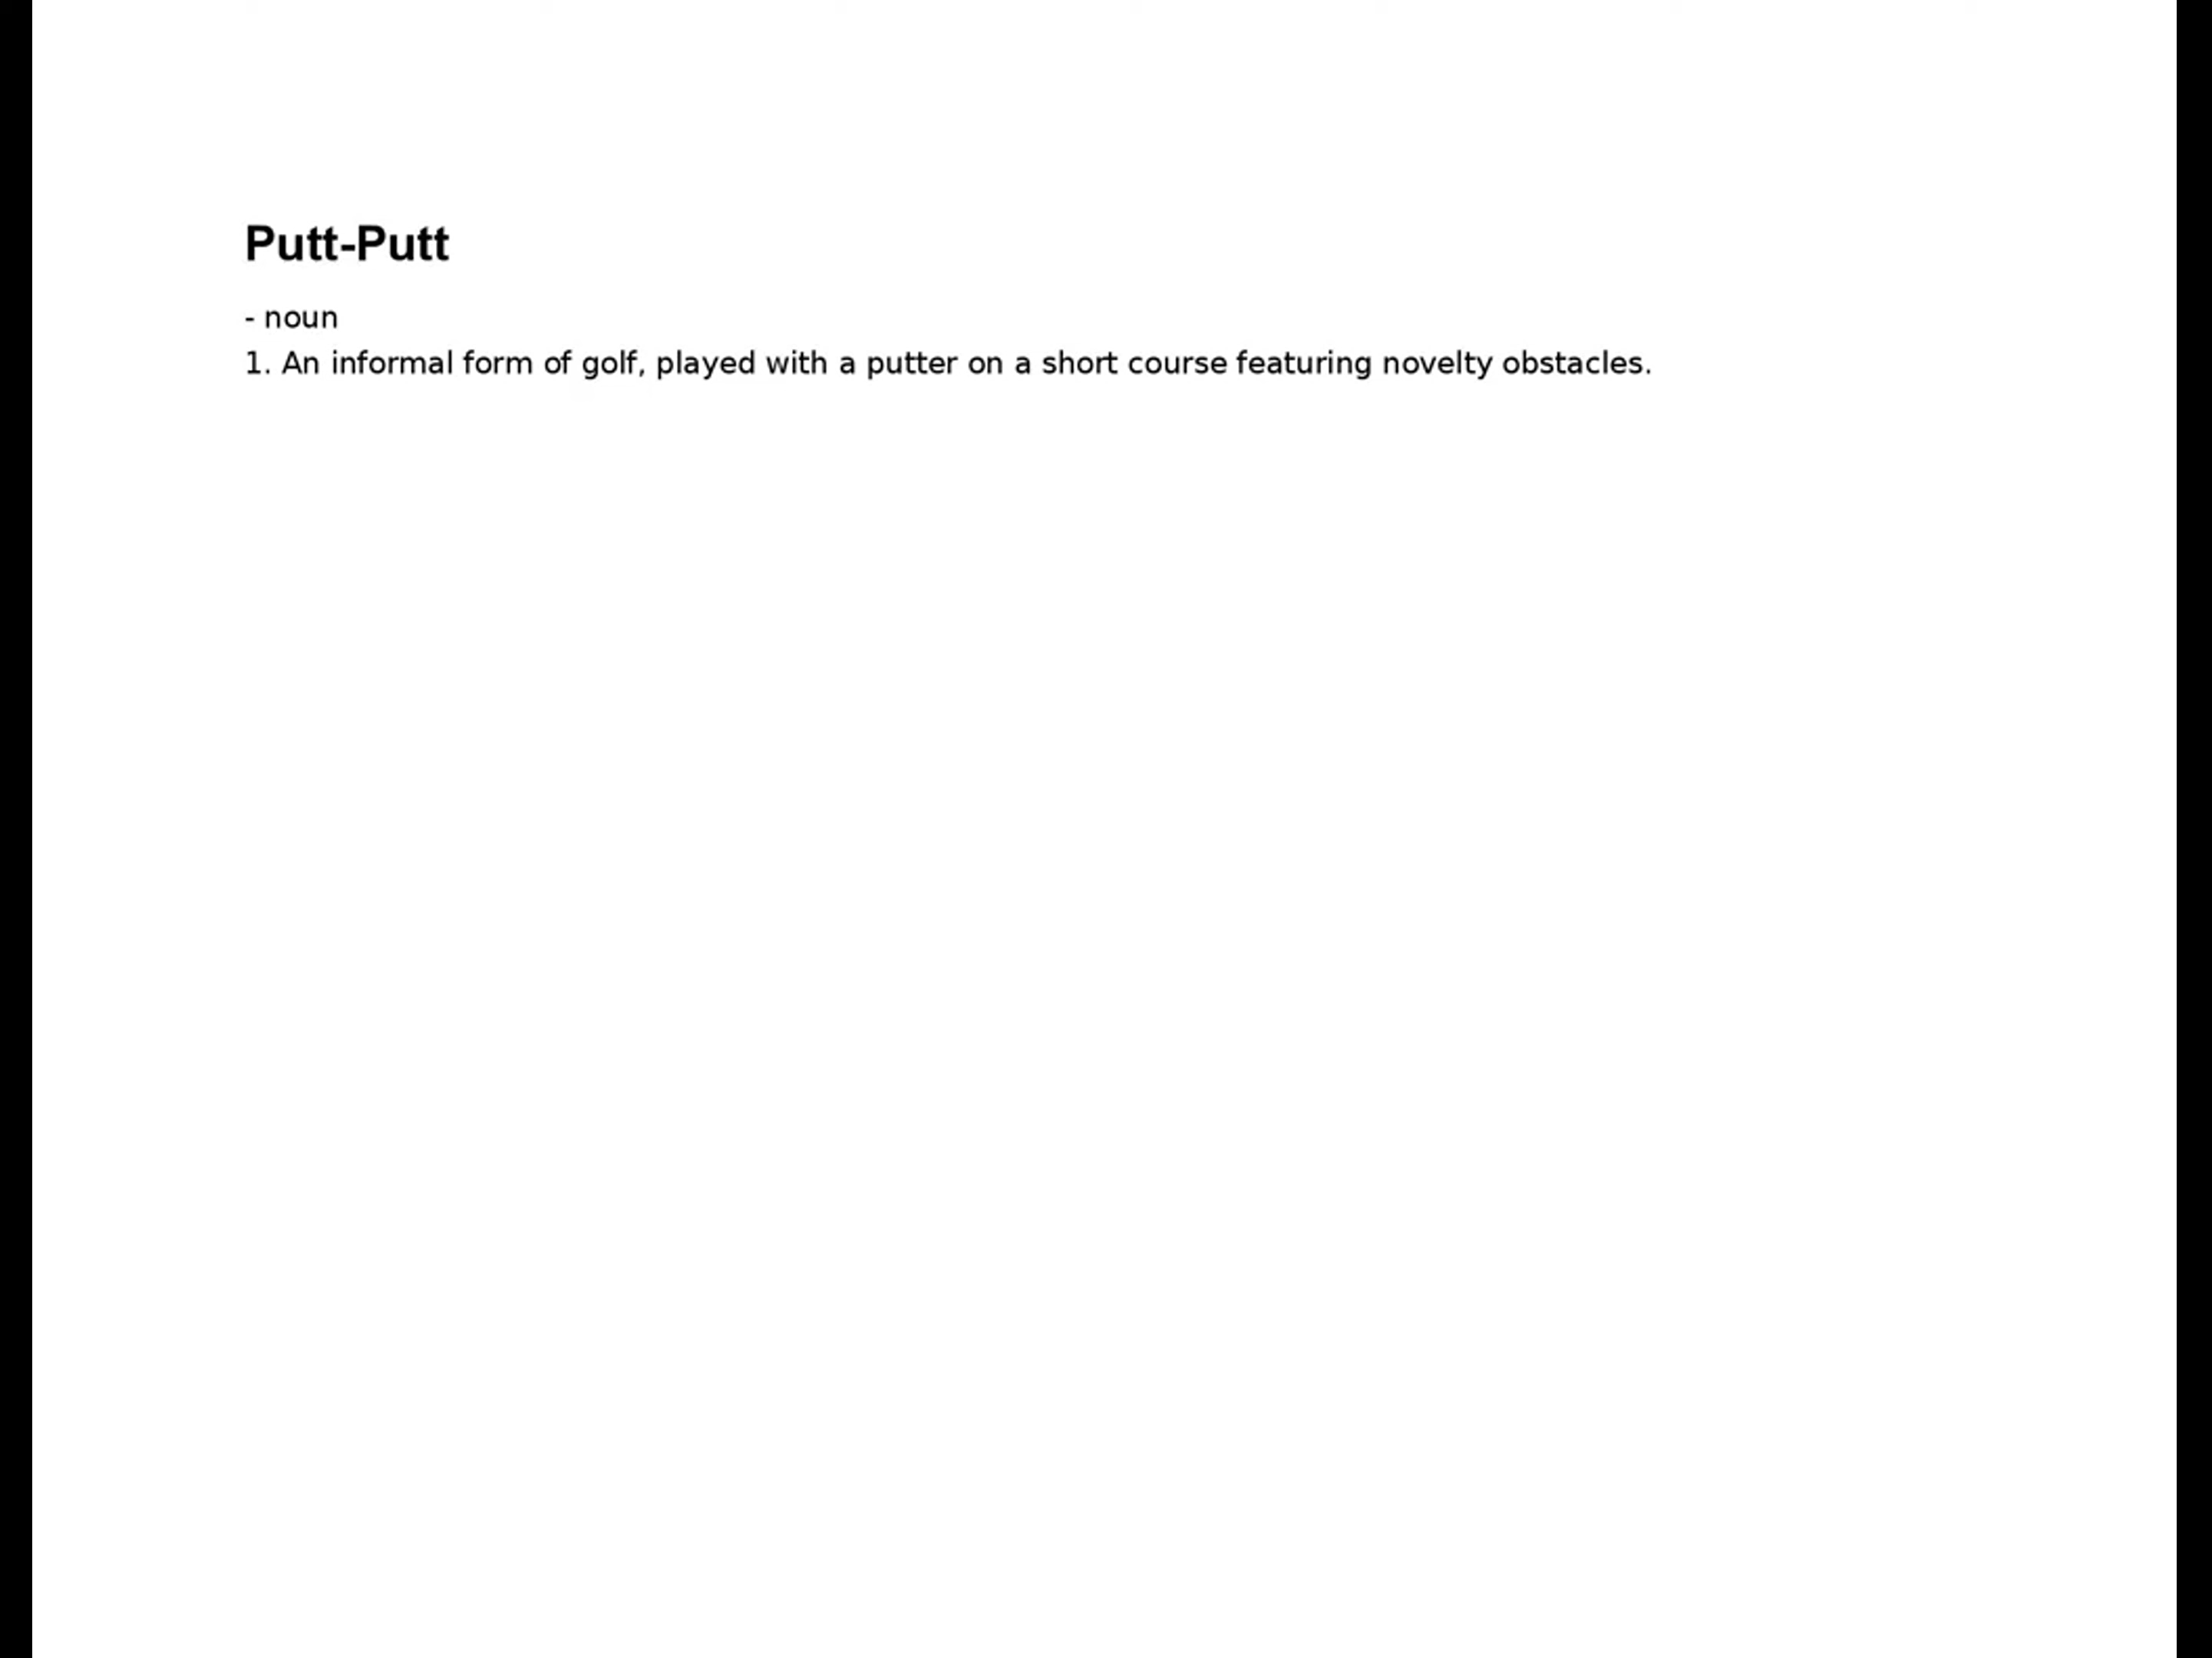 Putt-Putt
- noun
1. An informal form of golf, played with a putter on a short course featuring novelty obstacles.